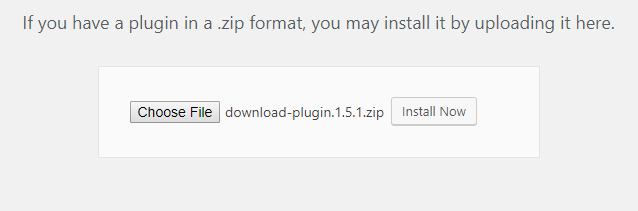 If you have a plugin in a .zip format, you may install it by uploading it here.
Choose File download-plugin.1.5.1.zip Install Now